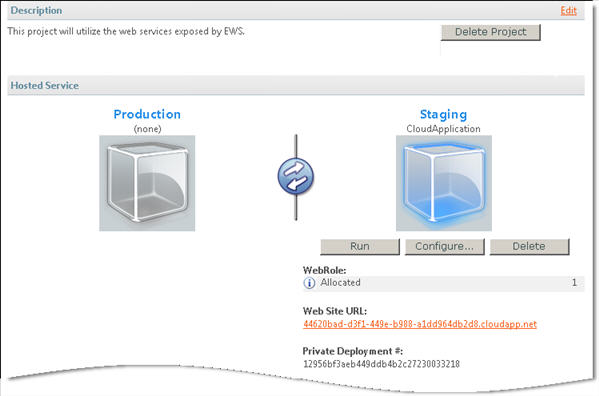 Description
Edit
This project will utilize the web services exposed by EWS.
Delete Project
Hosted Service
Production
(none)
Staging
CloudApplication
Run
Configure...
Delete
WebRole:
Allocated 1
Web Site URL:
44620bad-d3f1-449e-b988-a1dd964db2d8.cloudapp.net
Private Deployment #:
12956bf3aeb449ddb4b2c27230033218